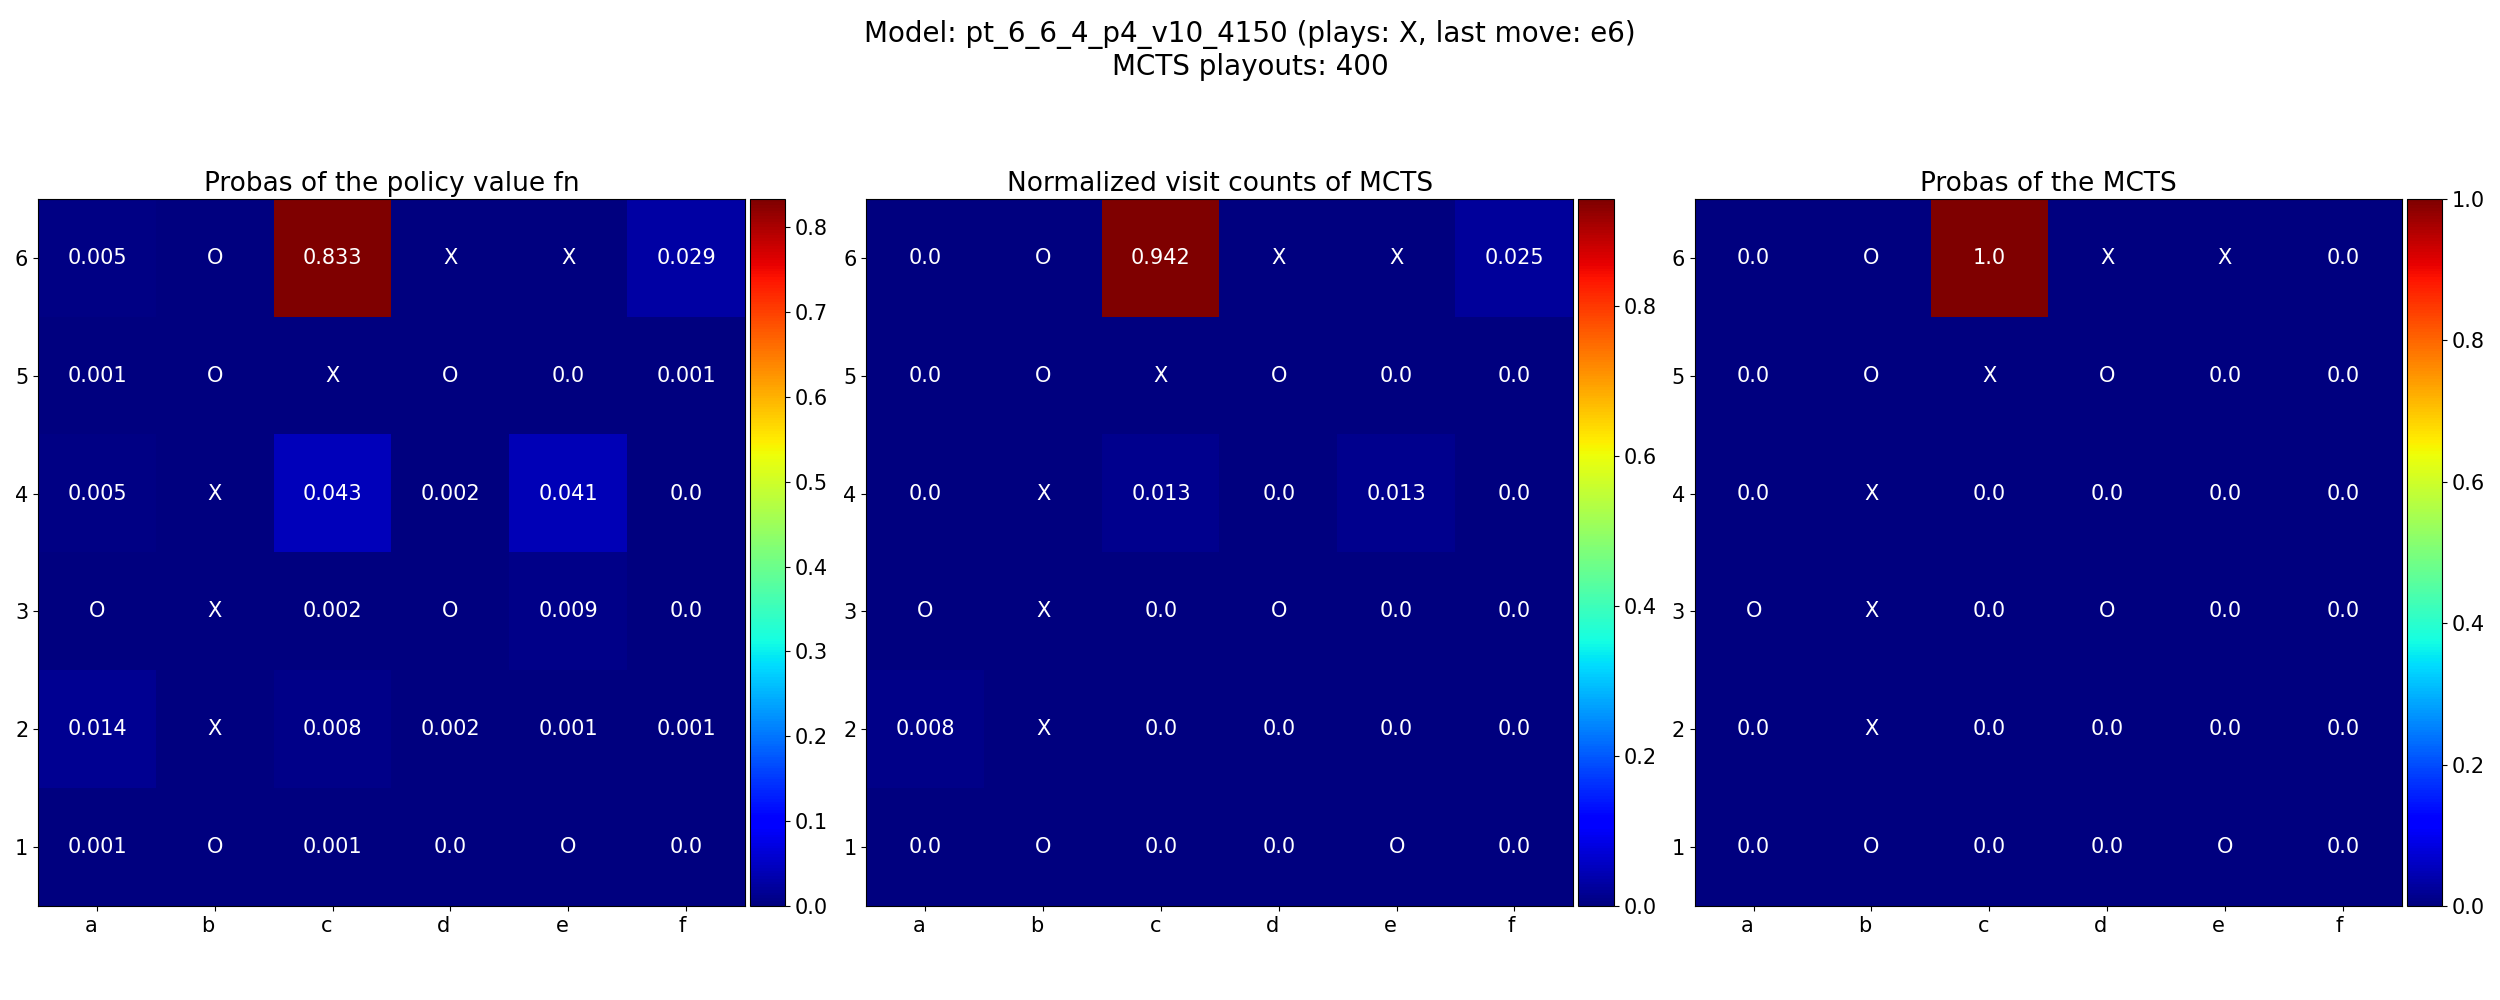 Model: pt_6_6_4_p4_v10_4150 (plays: X, last move: e6)
MCTS playouts: 400
Probas of the policy value fn
6 0.005 O 0.833 X X 0.029
5 0.001 O X O 0.0 0.001
4 0.005 X 0.043 0.002 0.041 0.0
3 O X 0.002 O 0.009 0.0
2 0.014 X 0.008 0.002 0.001 0.001
1 0.001 O 0.001 0.0 O 0.0
a b c d e f
0.8
0.7
0.6
0.5
0.4
0.3
0.2
0.1
0.0
Normalized visit counts of MCTS
6 0.0 O 0.942 X X 0.025
5 0.0 O X O 0.0 0.0
4 0.0 X 0.013 0.0 0.013 0.0
3 O X 0.0 O 0.0 0.0
2 0.008 X 0.0 0.0 0.0 0.0
1 0.0 O 0.0 0.0 O 0.0
a b c d e f
0.8
0.6
0.4
0.2
0.0
Probas of the MCTS
6 0.0 O 1.0 X X 0.0
5 0.0 O X O 0.0 0.0
4 0.0 X 0.0 0.0 0.0 0.0
3 O X 0.0 O 0.0 0.0
2 0.0 X 0.0 0.0 0.0 0.0
1 0.0 O 0.0 0.0 O 0.0
a b c d e f
1.0
0.8
0.6
0.4
0.2
0.0